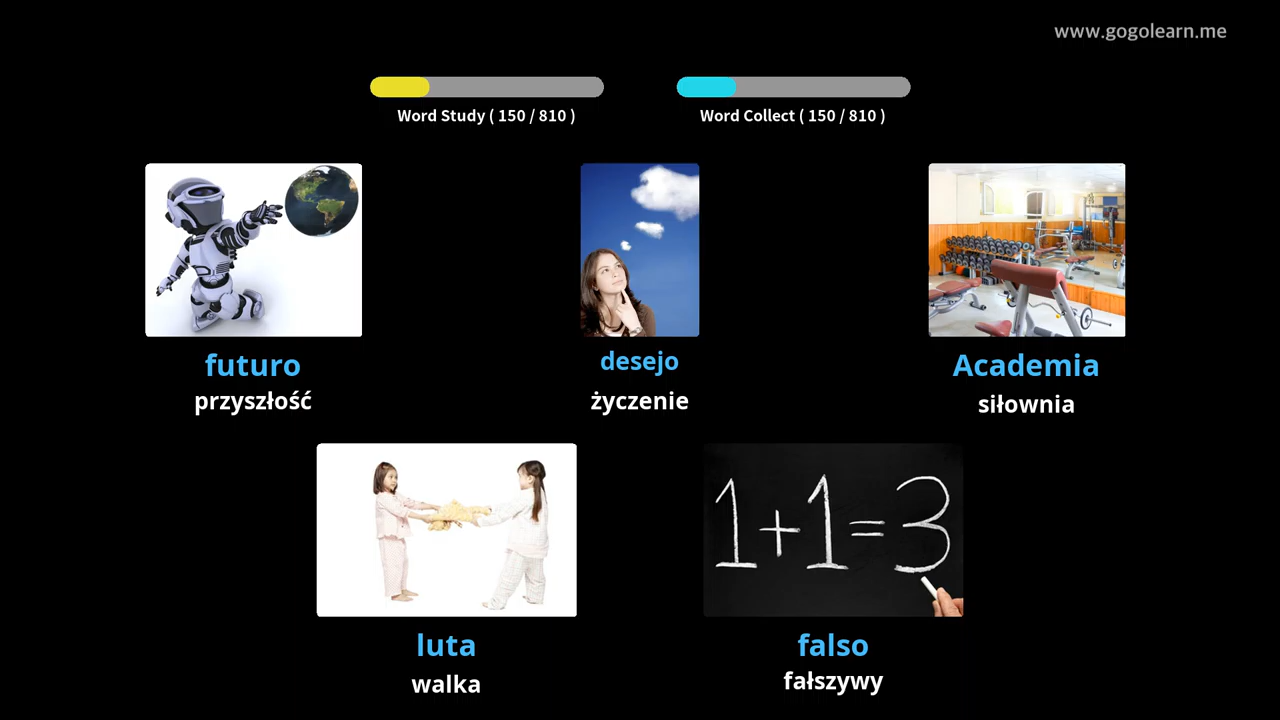 www.gogolearn.me
Word Study ( 150 / 810 )
Word Collect ( 150 / 810 )
futuro
przyszłość
desejo
życzenie
Academia
siłownia
luta
walka
1+1=3
falso
fałszywy